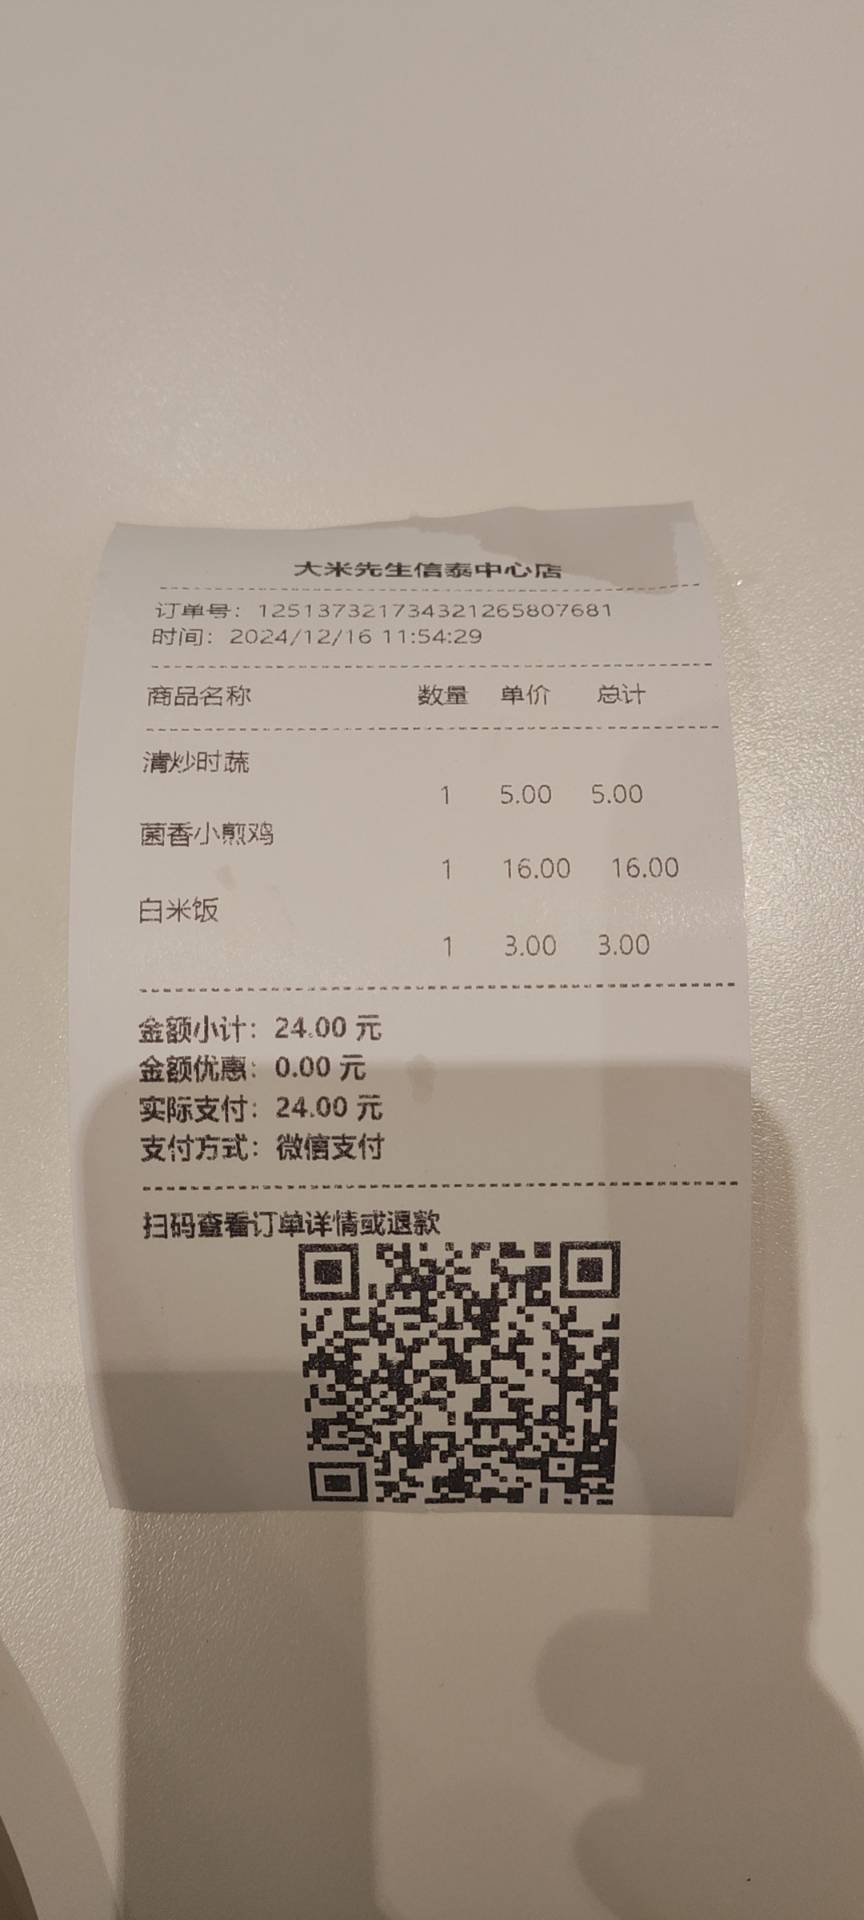 大米先生信泰中心店
订单号：1251373217343212658​07681
时间：2024/12/16 11:54:29
商品名称 数量 单价 总计
清炒时蔬
1 5.00 5.00
菌香小煎鸡
1 16.00 16.00
白米饭
1 3.00 3.00
金额小计：24.00 元
金额优惠：0.00 元
实际支付：24.00 元
支付方式：微信支付
扫码查看订单详情或退款